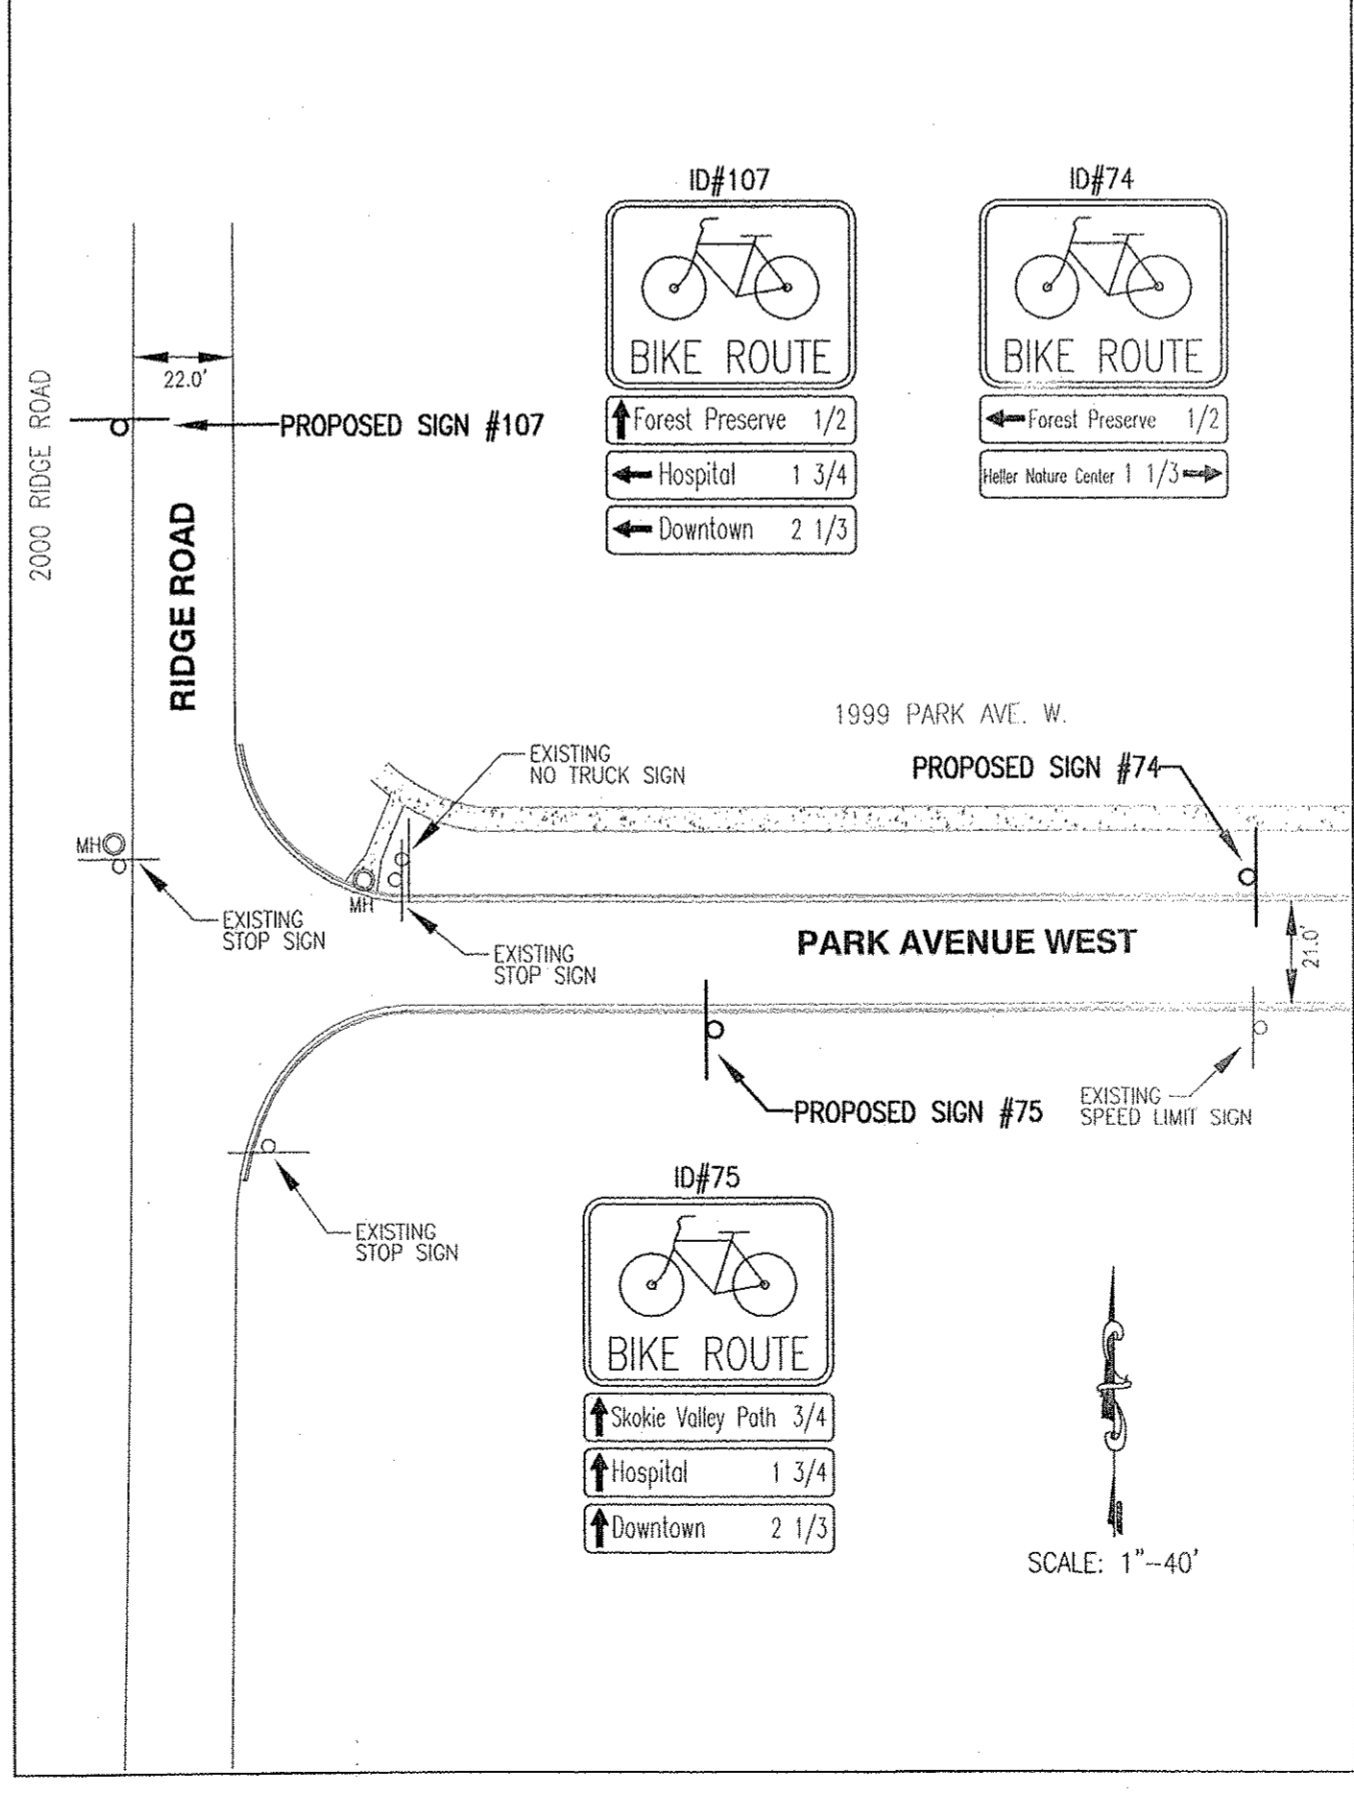 ID#107
BIKE ROUTE
Forest Preserve 1/2
Hospital 1 3/4
Downtown 2 1/3
ID#74
BIKE ROUTE
Forest Preserve 1/2
Heller Nature Center 1 1/3
22.0'
2000 RIDGE ROAD
PROPOSED SIGN #107
RIDGE ROAD
1999 PARK AVE. W.
EXISTING
NO TRUCK SIGN
PROPOSED SIGN #74
MH
MH
EXISTING
STOP SIGN
EXISTING
STOP SIGN
PARK AVENUE WEST
21.0'
PROPOSED SIGN #75
EXISTING
SPEED LIMIT SIGN
EXISTING
STOP SIGN
ID#75
BIKE ROUTE
Skokie Valley Path 3/4
Hospital 1 3/4
Downtown 2 1/3
SCALE: 1"-40'